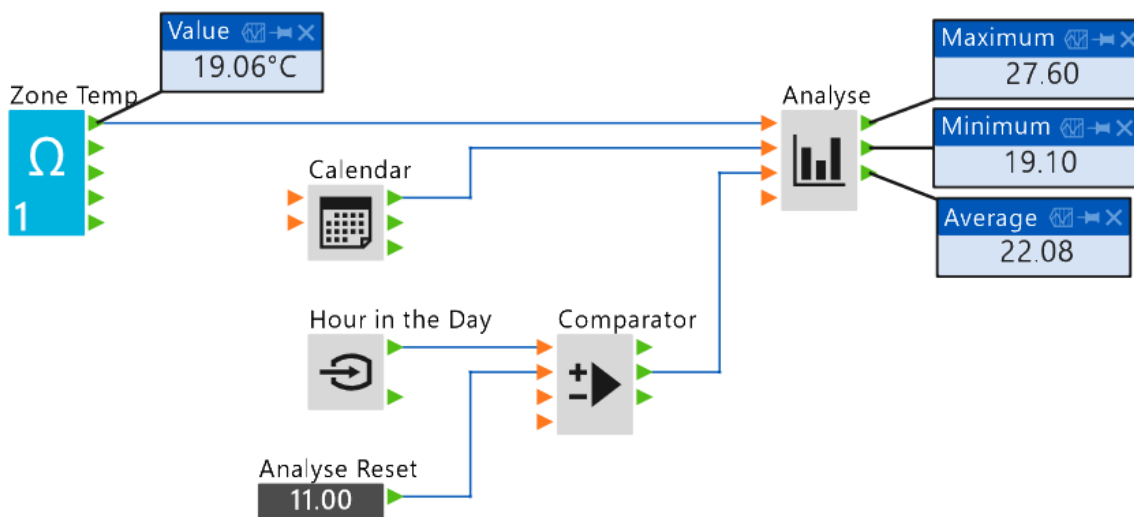 Value
19.06°C
Zone Temp
Ω
1
Calendar
Hour in the Day
Comparator
Analyse Reset
11.00
Analyse
Maximum
27.60
Minimum
19.10
Average
22.08